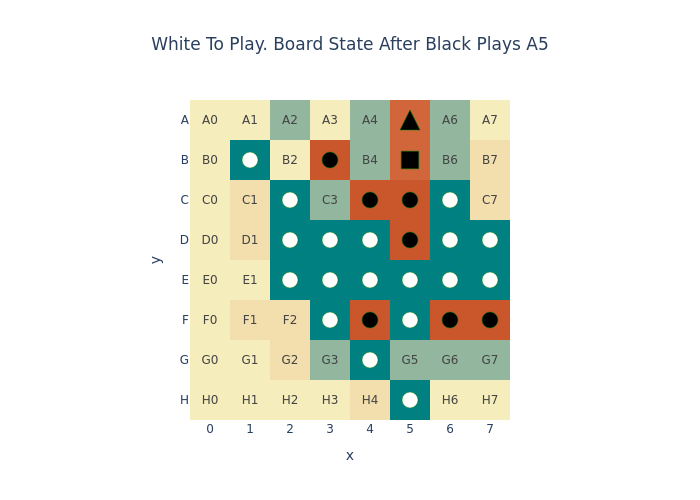 White To Play. Board State After Black Plays A5
A A0 A1 A2 A3 A4 A6 A7
B B0 B2 B4 B6 B7
C C0 C1 C3 C7
D D0 D1
E E0 E1
F F0 F1 F2
G G0 G1 G2 G3 G5 G6 G7
H H0 H1 H2 H3 H4 H6 H7
0 1 2 3 4 5 6 7
x
y